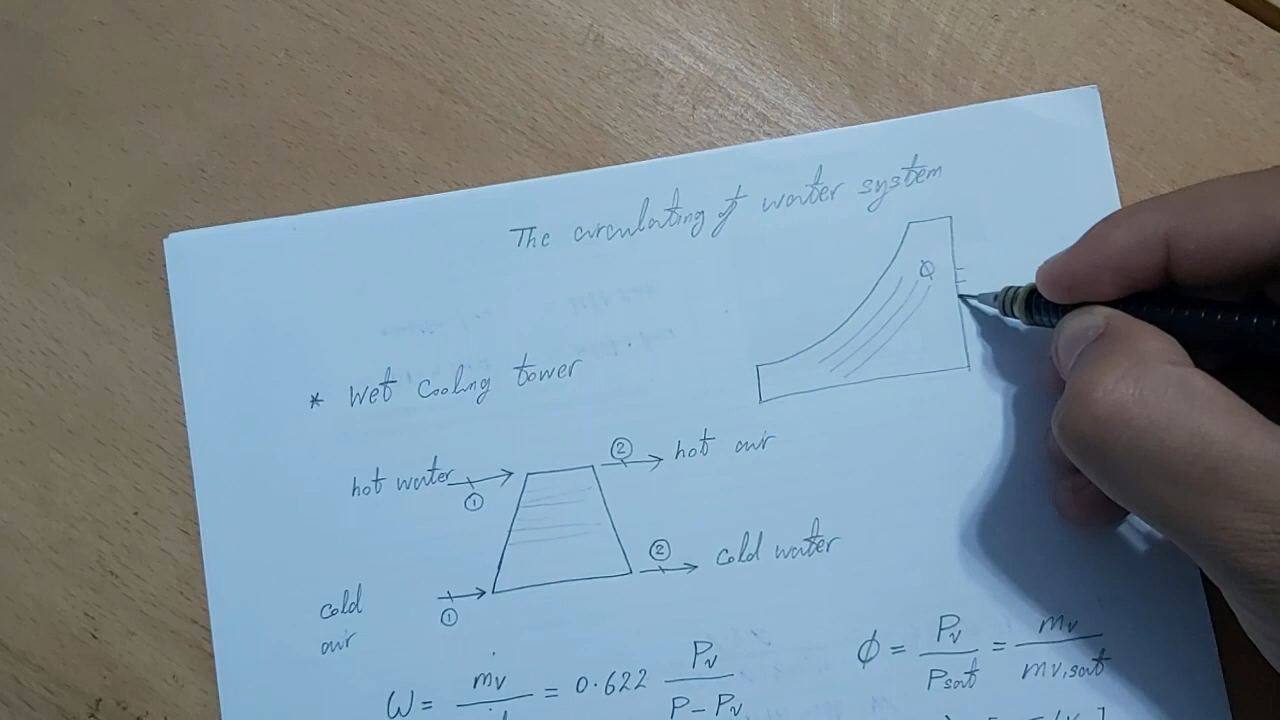 The circulating of water system
Φ
* Wet Cooling tower
hot water
①
② hot air
② cold water
cold
air
①
ω = ṁv / = 0.622 Pv / P - Pv
ϕ = Pv / Psat = mv / mv,sat